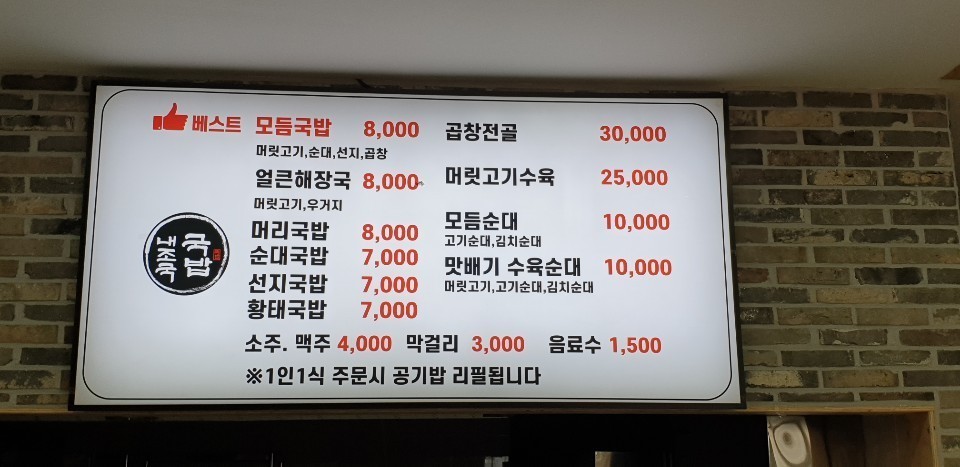 베스트 모듬국밥 8,000
머릿고기,순대,선지,곱창
얼큰해장국 8,000
머릿고기,우거지
머리국밥 8,000
순대국밥 7,000
선지국밥 7,000
황태국밥 7,000
곱창전골 30,000
머릿고기수육 25,000
모듬순대 10,000
고기순대,김치순대
맛배기 수육순대 10,000
머릿고기,고기순대,김치순대
소주. 맥주 4,000 막걸리 3,000 음료수 1,500
※1인1식 주문시 공기밥 리필됩니다
국밥